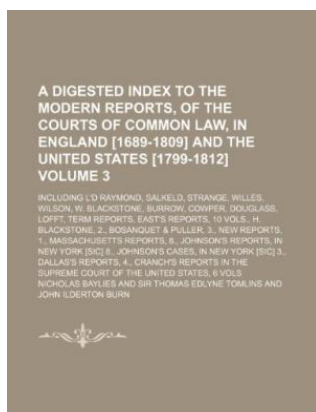 A DIGESTED INDEX TO THE
MODERN REPORTS, OF THE
COURTS OF COMMON LAW, IN
ENGLAND [1689-1809] AND THE
UNITED STATES [1799-1812]
VOLUME 3
INCLUDING L'D RAYMOND, SALKELD, STRANGE, WILLES,
WILSON, W. BLACKSTONE, BURROW, COWPER, DOUGLASS,
LOFFT, TERM REPORTS, EAST'S REPORTS, 10 VOLS., H.
BLACKSTONE, 2., BOSANQUET & PULLER, 3., NEW REPORTS,
1., MASSACHUSETTS REPORTS, 8., JOHNSON'S REPORTS, IN
NEW YORK [SIC] 6., JOHNSON'S CASES, IN NEW YORK [SIC] 3.,
DALLAS'S REPORTS, 4., CRANCH'S REPORTS IN THE
SUPREME COURT OF THE UNITED STATES, 6 VOLS
NICHOLAS BAYLIES AND SIR THOMAS EDLYNE TOMLINS AND
JOHN ILDERTON BURN